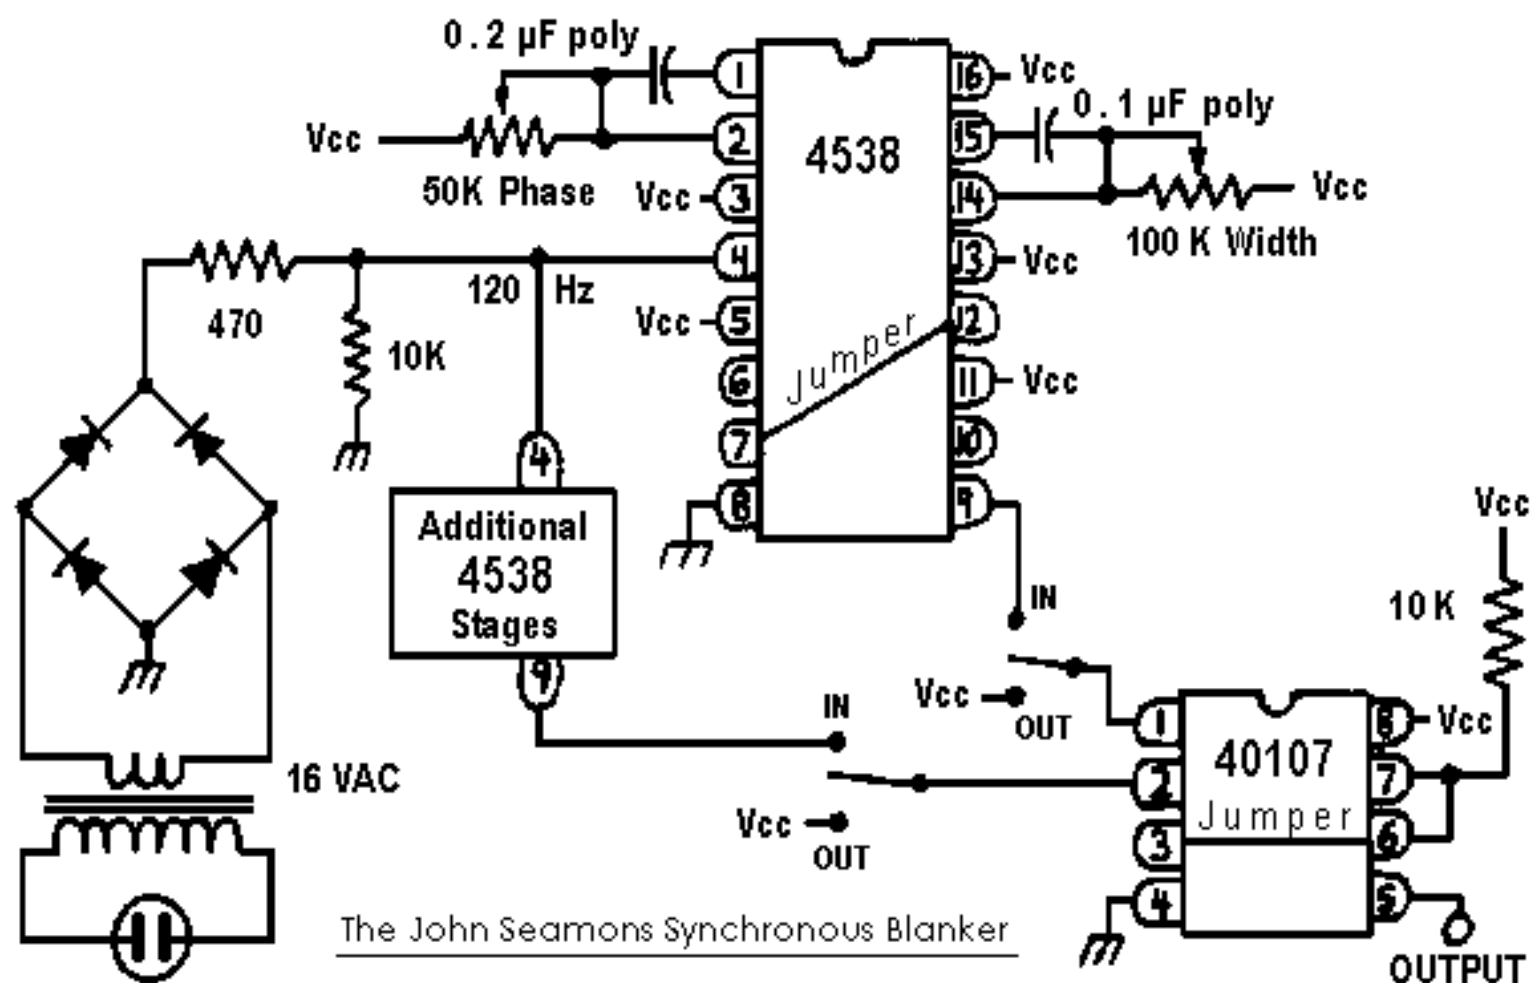 0.2 µF poly
Vcc
50K Phase
Vcc
1
2
3
4
5
6
7
8
4538
Jumper
16
15
14
13
12
11
10
9
Vcc
0.1 µF poly
Vcc
100 K Width
Vcc
Vcc
470
10K
120 Hz
Vcc
4
Additional
4538
Stages
9
IN
Vcc
OUT
IN
Vcc
OUT
16 VAC
Vcc
10 K
1
2
3
4
40107
Jumper
8
7
6
5
Vcc
OUTPUT
The John Seamons Synchronous Blanker